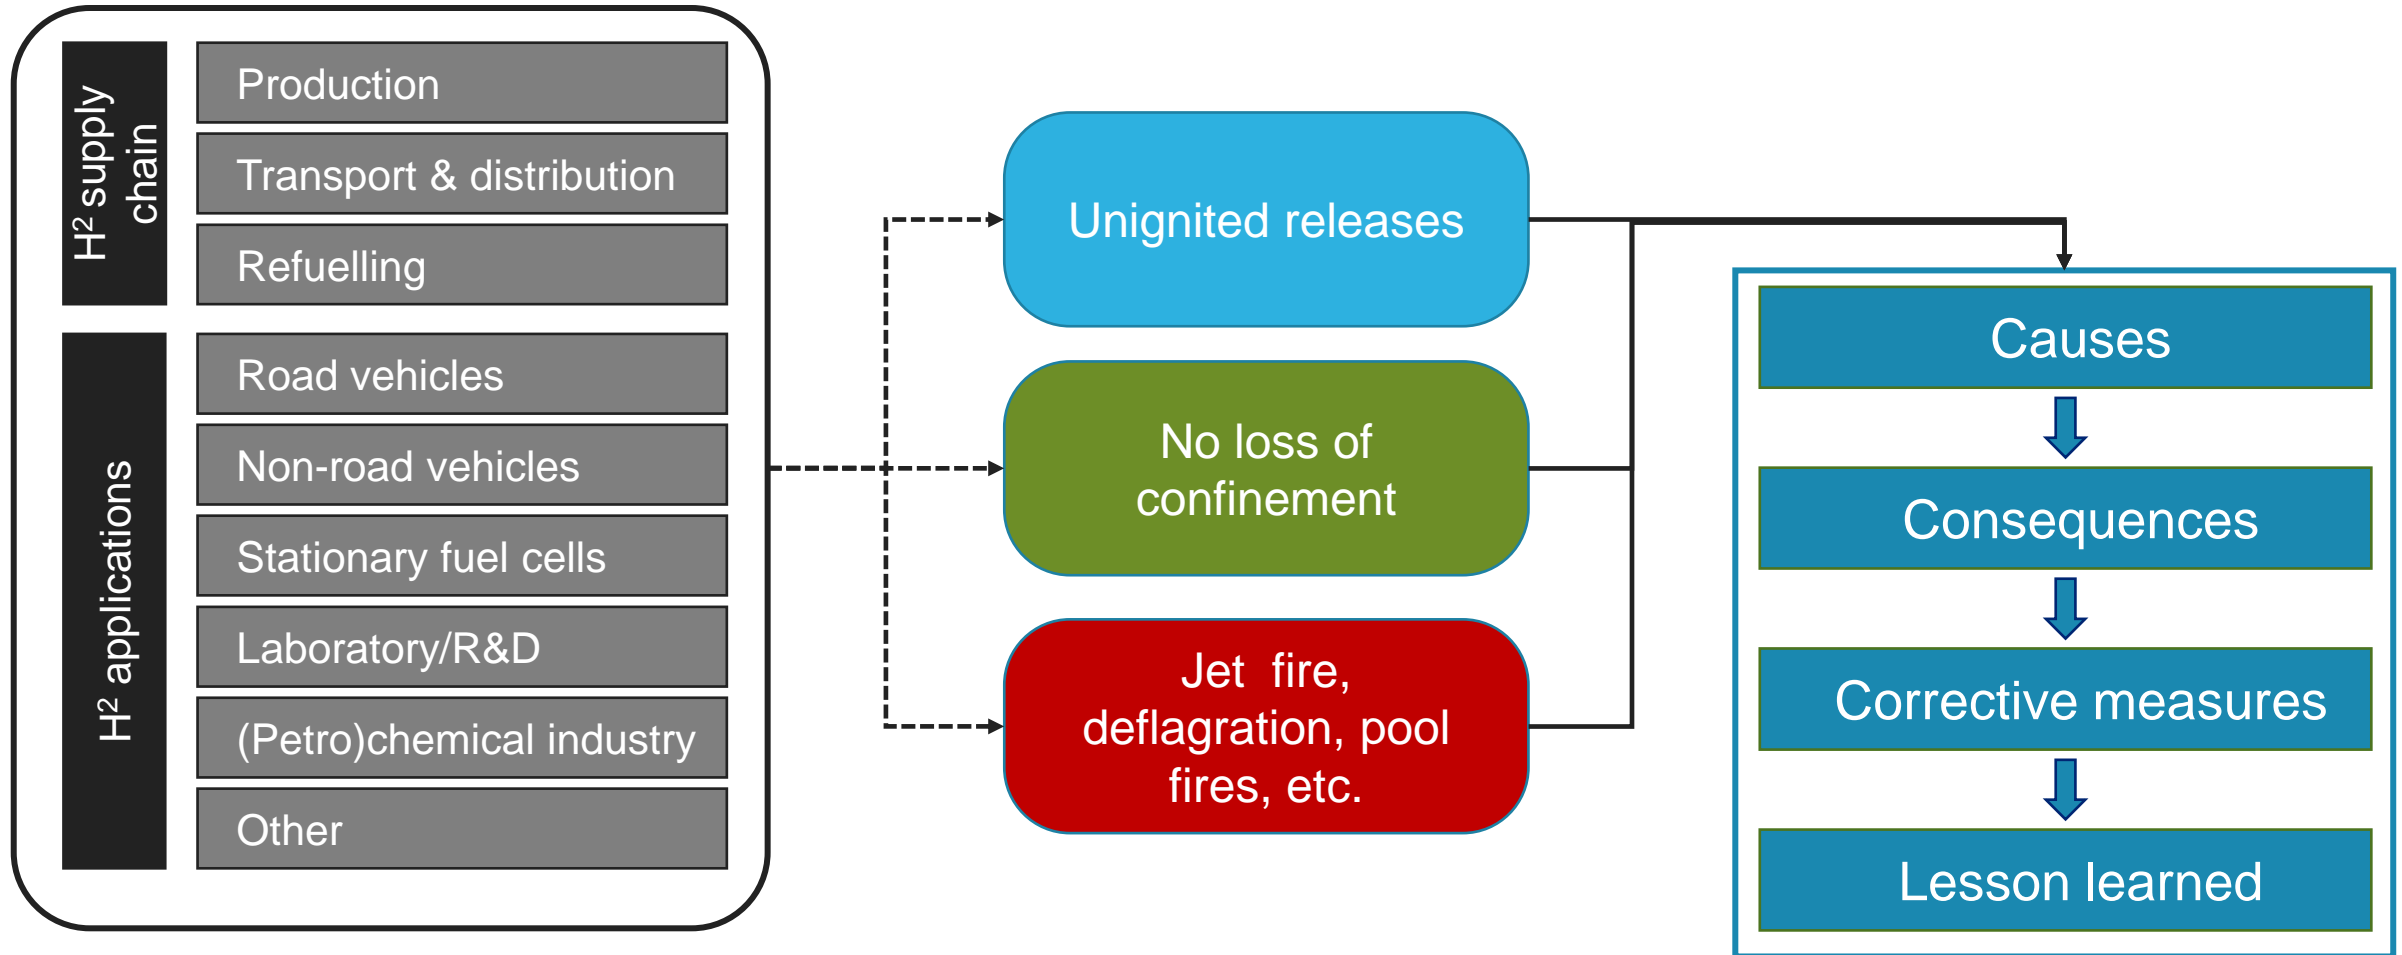 H² supply
chain
Production
Transport & distribution
Refuelling
H² applications
Road vehicles
Non-road vehicles
Stationary fuel cells
Laboratory/R&D
(Petro)chemical industry
Other
Unignited releases
No loss of
confinement
Jet fire,
deflagration, pool
fires, etc.
Causes
Consequences
Corrective measures
Lesson learned